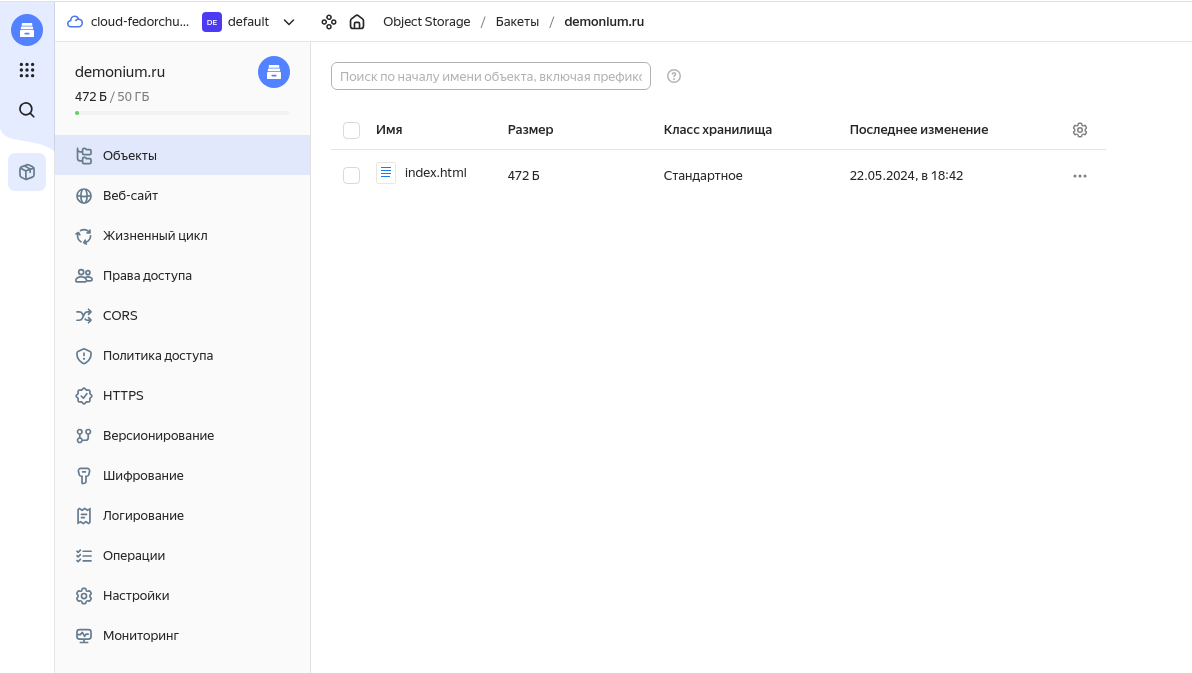 cloud-fedorchu... DE default Object Storage / Бакеты / demonium.ru
demonium.ru
472 Б / 50 ГБ
Объекты
Веб-сайт
Жизненный цикл
Права доступа
CORS
Политика доступа
HTTPS
Версионирование
Шифрование
Логирование
Операции
Настройки
Мониторинг
Поиск по началу имени объекта, включая префикс
Имя Размер Класс хранилища Последнее изменение
index.html 472 Б Стандартное 22.05.2024, в 18:42